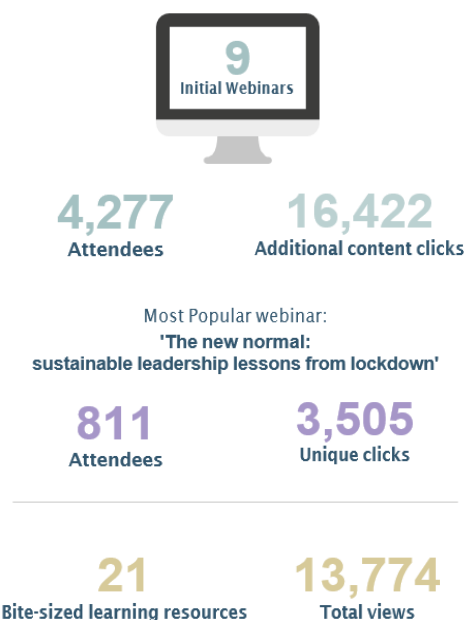 9
Initial Webinars
4,277
Attendees
16,422
Additional content clicks
Most Popular webinar:
'The new normal:
sustainable leadership lessons from lockdown'
811
Attendees
3,505
Unique clicks
21
Bite-sized learning resources
13,774
Total views